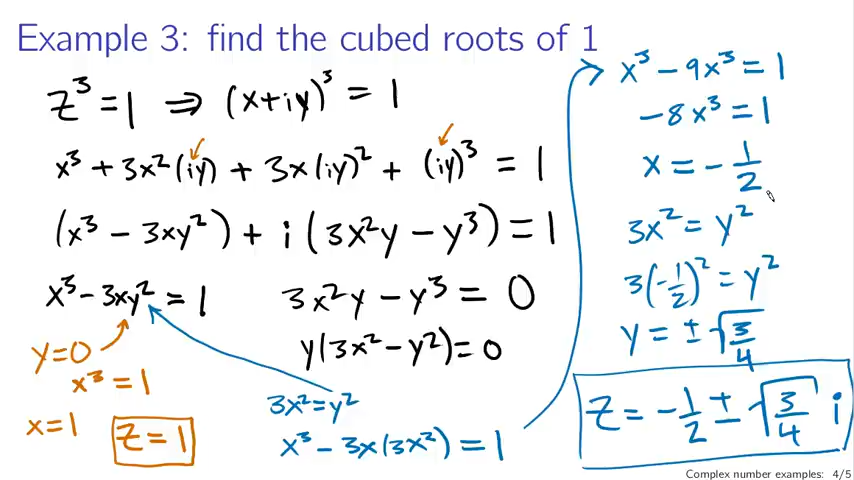 Example 3: find the cubed roots of 1
z³ = 1 ⇒ (x+iy)³ = 1
x³ + 3x²(iy) + 3x(iy)² + (iy)³ = 1
(x³ - 3xy²) + i(3x²y - y³) = 1
x³ - 3xy² = 1
3x²y - y³ = 0
y(3x² - y²) = 0
y=0
x³ = 1
x=1
z = 1
3x² = y²
x³ - 3x(3x²) = 1
x³ - 9x³ = 1
-8x³ = 1
x = -1/2
3x² = y²
3(-1/2)² = y²
y = ±√(3/4)
z = -1/2 ± √(3/4) i
Complex number examples: 4/5